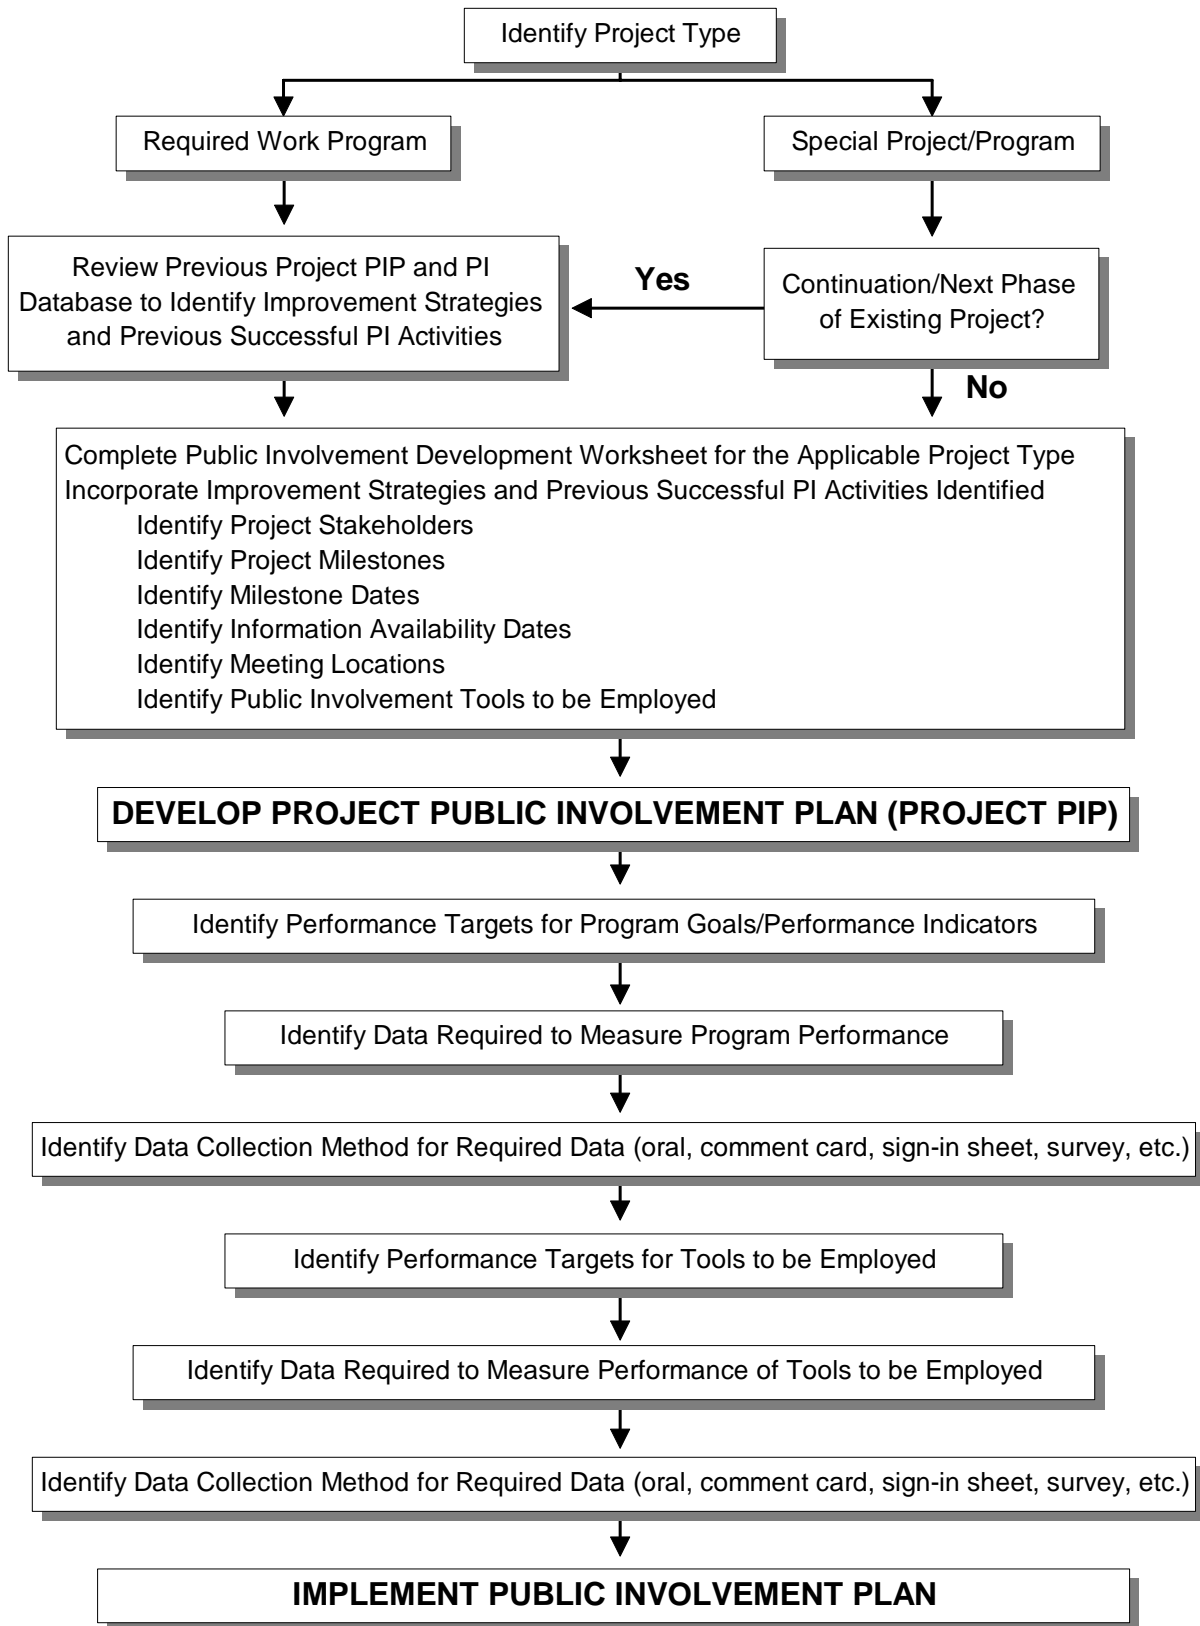 Identify Project Type
Required Work Program
Special Project/Program
Review Previous Project PIP and PI
Database to Identify Improvement Strategies
and Previous Successful PI Activities
Yes
Continuation/Next Phase
of Existing Project?
No
Complete Public Involvement Development Worksheet for the Applicable Project Type
Incorporate Improvement Strategies and Previous Successful PI Activities Identified
Identify Project Stakeholders
Identify Project Milestones
Identify Milestone Dates
Identify Information Availability Dates
Identify Meeting Locations
Identify Public Involvement Tools to be Employed
DEVELOP PROJECT PUBLIC INVOLVEMENT PLAN (PROJECT PIP)
Identify Performance Targets for Program Goals/Performance Indicators
Identify Data Required to Measure Program Performance
Identify Data Collection Method for Required Data (oral, comment card, sign-in sheet, survey, etc.)
Identify Performance Targets for Tools to be Employed
Identify Data Required to Measure Performance of Tools to be Employed
Identify Data Collection Method for Required Data (oral, comment card, sign-in sheet, survey, etc.)
IMPLEMENT PUBLIC INVOLVEMENT PLAN